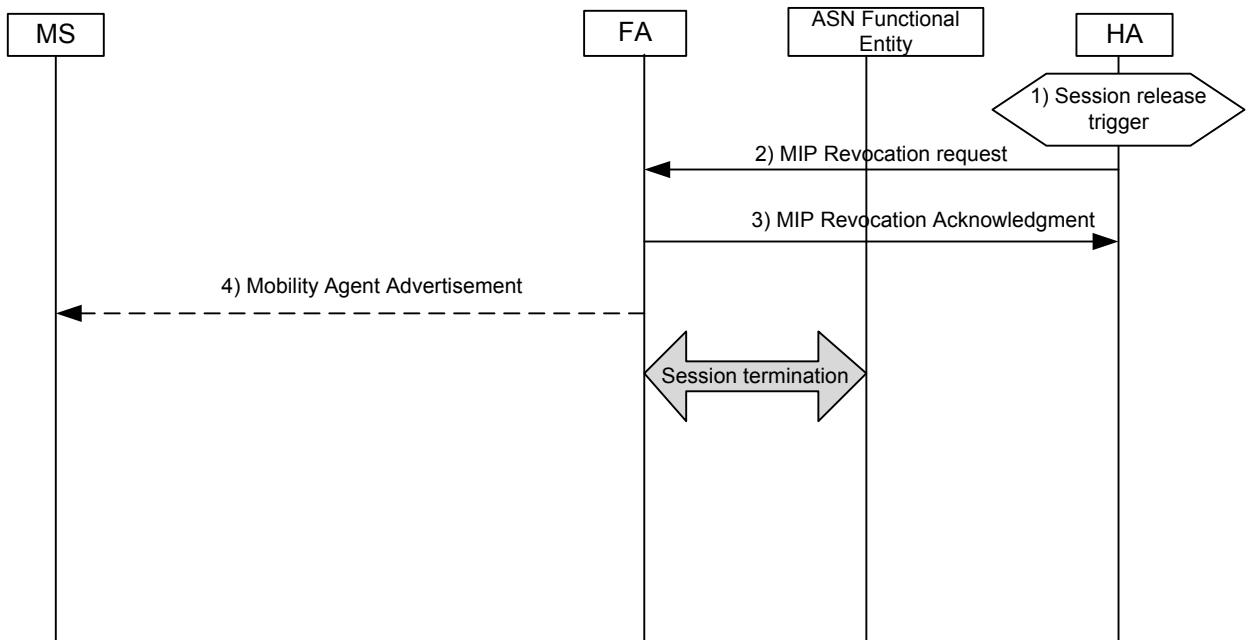 MS
FA
ASN Functional
Entity
HA
1) Session release
trigger
2) MIP Revocation request
3) MIP Revocation Acknowledgment
4) Mobility Agent Advertisement
Session termination